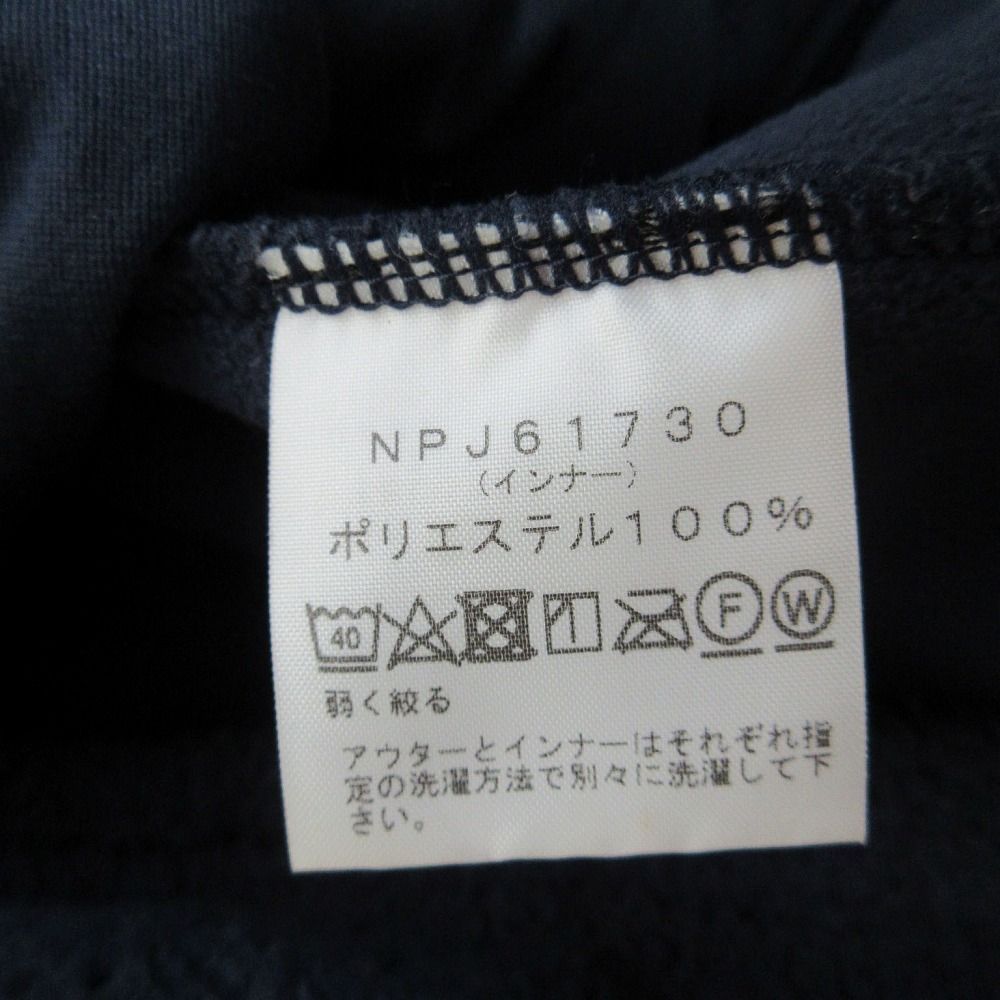 NPJ61730
(インナー)
ポリエステル100%
40 F W
弱く絞る
アウターとインナーはそれぞれ指
定の洗濯方法で別々に洗濯して下
さい。